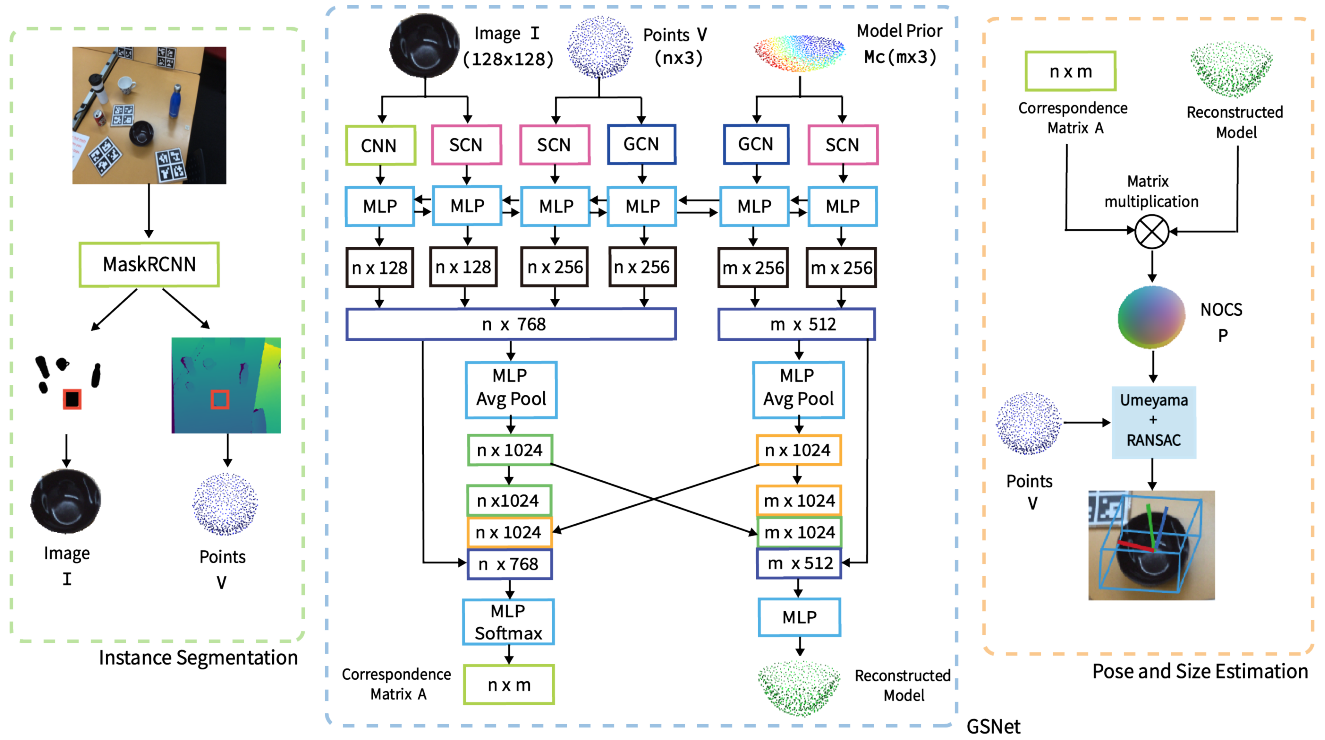 MaskRCNN
Image
I
Points
V
Instance Segmentation
Image I
(128x128)
Points V
(nx3)
Model Prior
Mc(mx3)
CNN
SCN
SCN
GCN
GCN
SCN
MLP
MLP
MLP
MLP
MLP
MLP
n x 128
n x 128
n x 256
n x 256
m x 256
m x 256
n x 768
m x 512
MLP
Avg Pool
MLP
Avg Pool
n x 1024
n x 1024
n x1024
m x 1024
n x 1024
m x 1024
n x 768
m x 512
MLP
Softmax
MLP
Correspondence
Matrix A
n x m
Reconstructed
Model
GSNet
n x m
Correspondence
Matrix A
Reconstructed
Model
Matrix
multiplication
NOCS
P
Umeyama
+
RANSAC
Points
V
Pose and Size Estimation